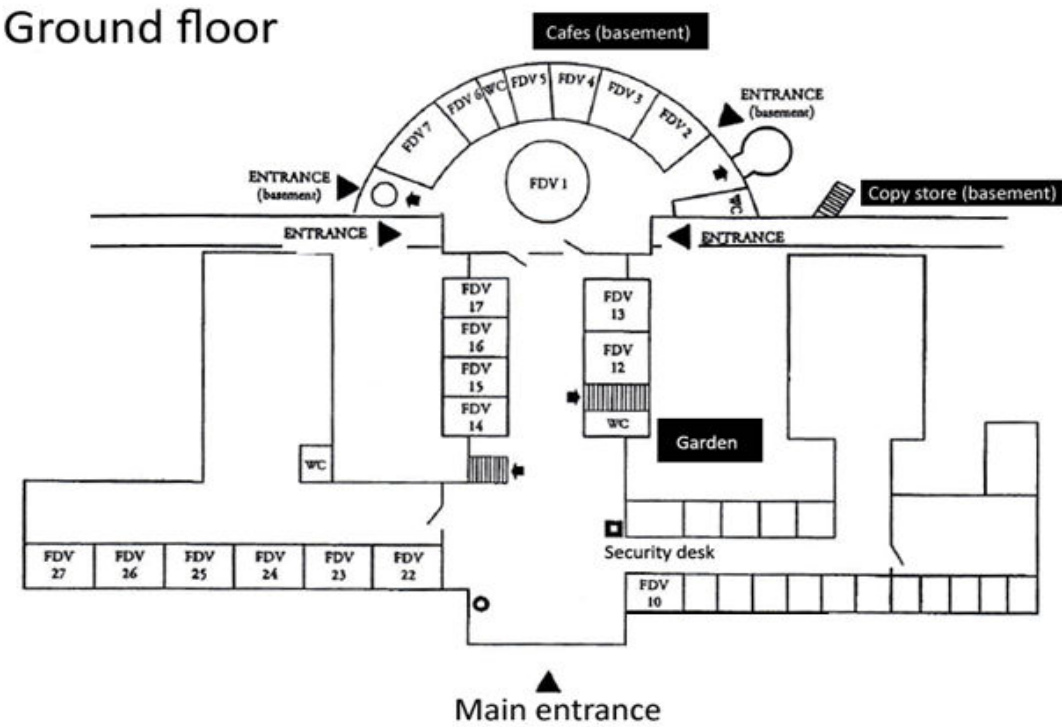 Ground floor
Cafes (basement)
FDV 7
FDV 6
WC
FDV 5
FDV 4
FDV 3
FDV 2
ENTRANCE
(basement)
ENTRANCE
(basement)
FDV 1
WC
Copy store (basement)
ENTRANCE
ENTRANCE
FDV
17
FDV
16
FDV
15
FDV
14
FDV
13
FDV
12
WC
Garden
WC
Security desk
FDV
27
FDV
26
FDV
25
FDV
24
FDV
23
FDV
22
FDV
10
Main entrance